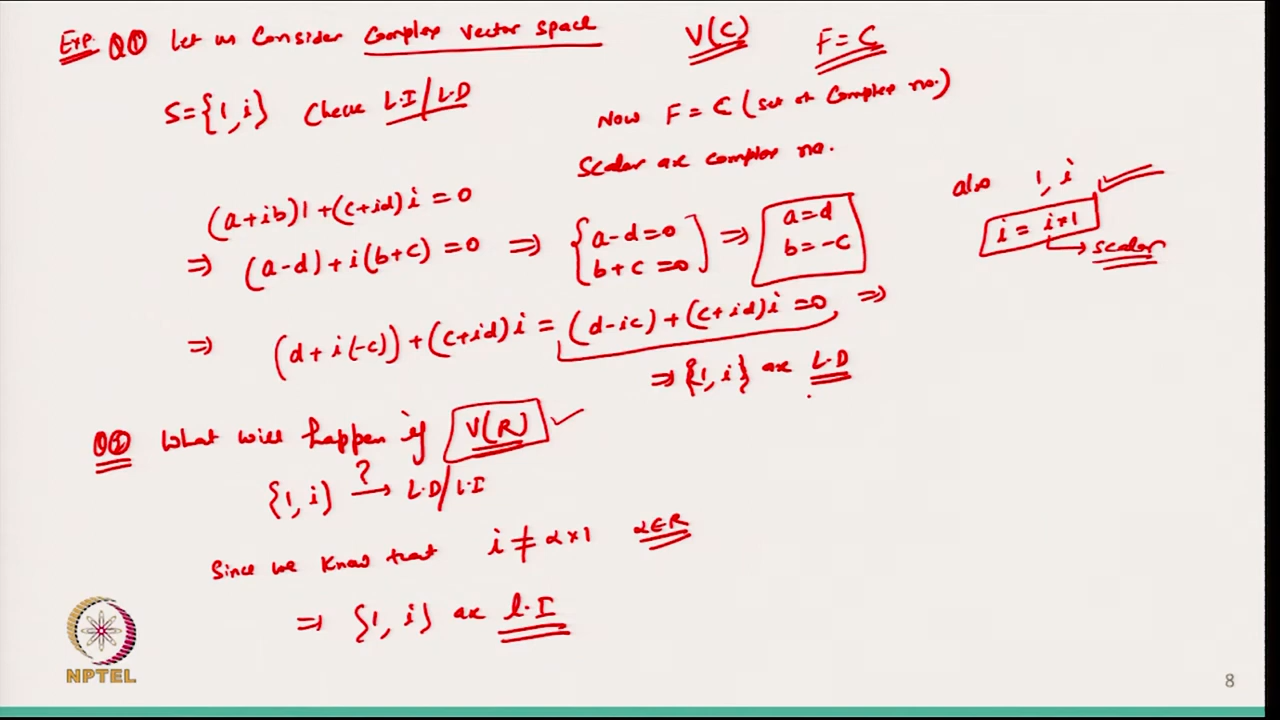 Exp. Q① Let us Consider Complex Vector Space V(C) F=C
S={1, i} Check L.I/L.D
Now F = C (Set of Complex no.)
Scalar are complex no.
(a+ib)1+(c+id)i=0
⇒ (a-d)+i(b+c)=0 ⇒ {a-d=0 b+c=0} ⇒ a=d b=-c
also 1, i
i = i×1
→ scalar
⇒ (d+i(-c))+(c+id)i = (d-ic)+(c+id)i=0 ⇒
⇒ {1, i} are L.D
Q② What will happen if V(R) ✓
{1, i} ?→ L.D/L.I
Since we know that i ≠ α×1 α∈R
⇒ {1, i} are L.I
NPTEL
8